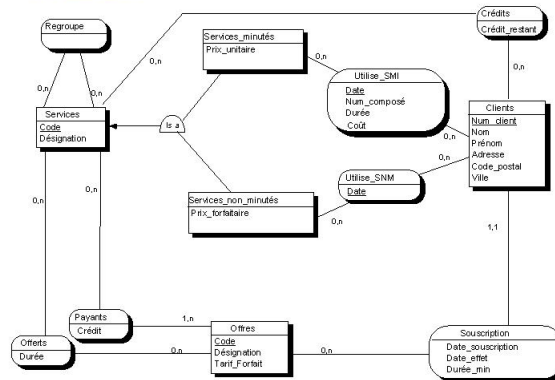 Regroupe
0,n
0,n
Services
Code
Désignation
0,n
Services_minutés
Prix_unitaire
0,n
Is a
Utilise_SMI
Date
Num_composé
Durée
Coût
0,n
Crédits
Crédit_restant
0,n
Clients
Num_client
Nom
Prénom
Adresse
Code_postal
Ville
Utilise_SNM
Date
0,n
Services_non_minutés
Prix_forfaitaire
0,n
0,n
0,n
1,1
Payants
Crédit
1,n
Offerts
Durée
0,n
Offres
Code
Désignation
Tarif_Forfait
0,n
Souscription
Date_souscription
Date_effet
Durée_min